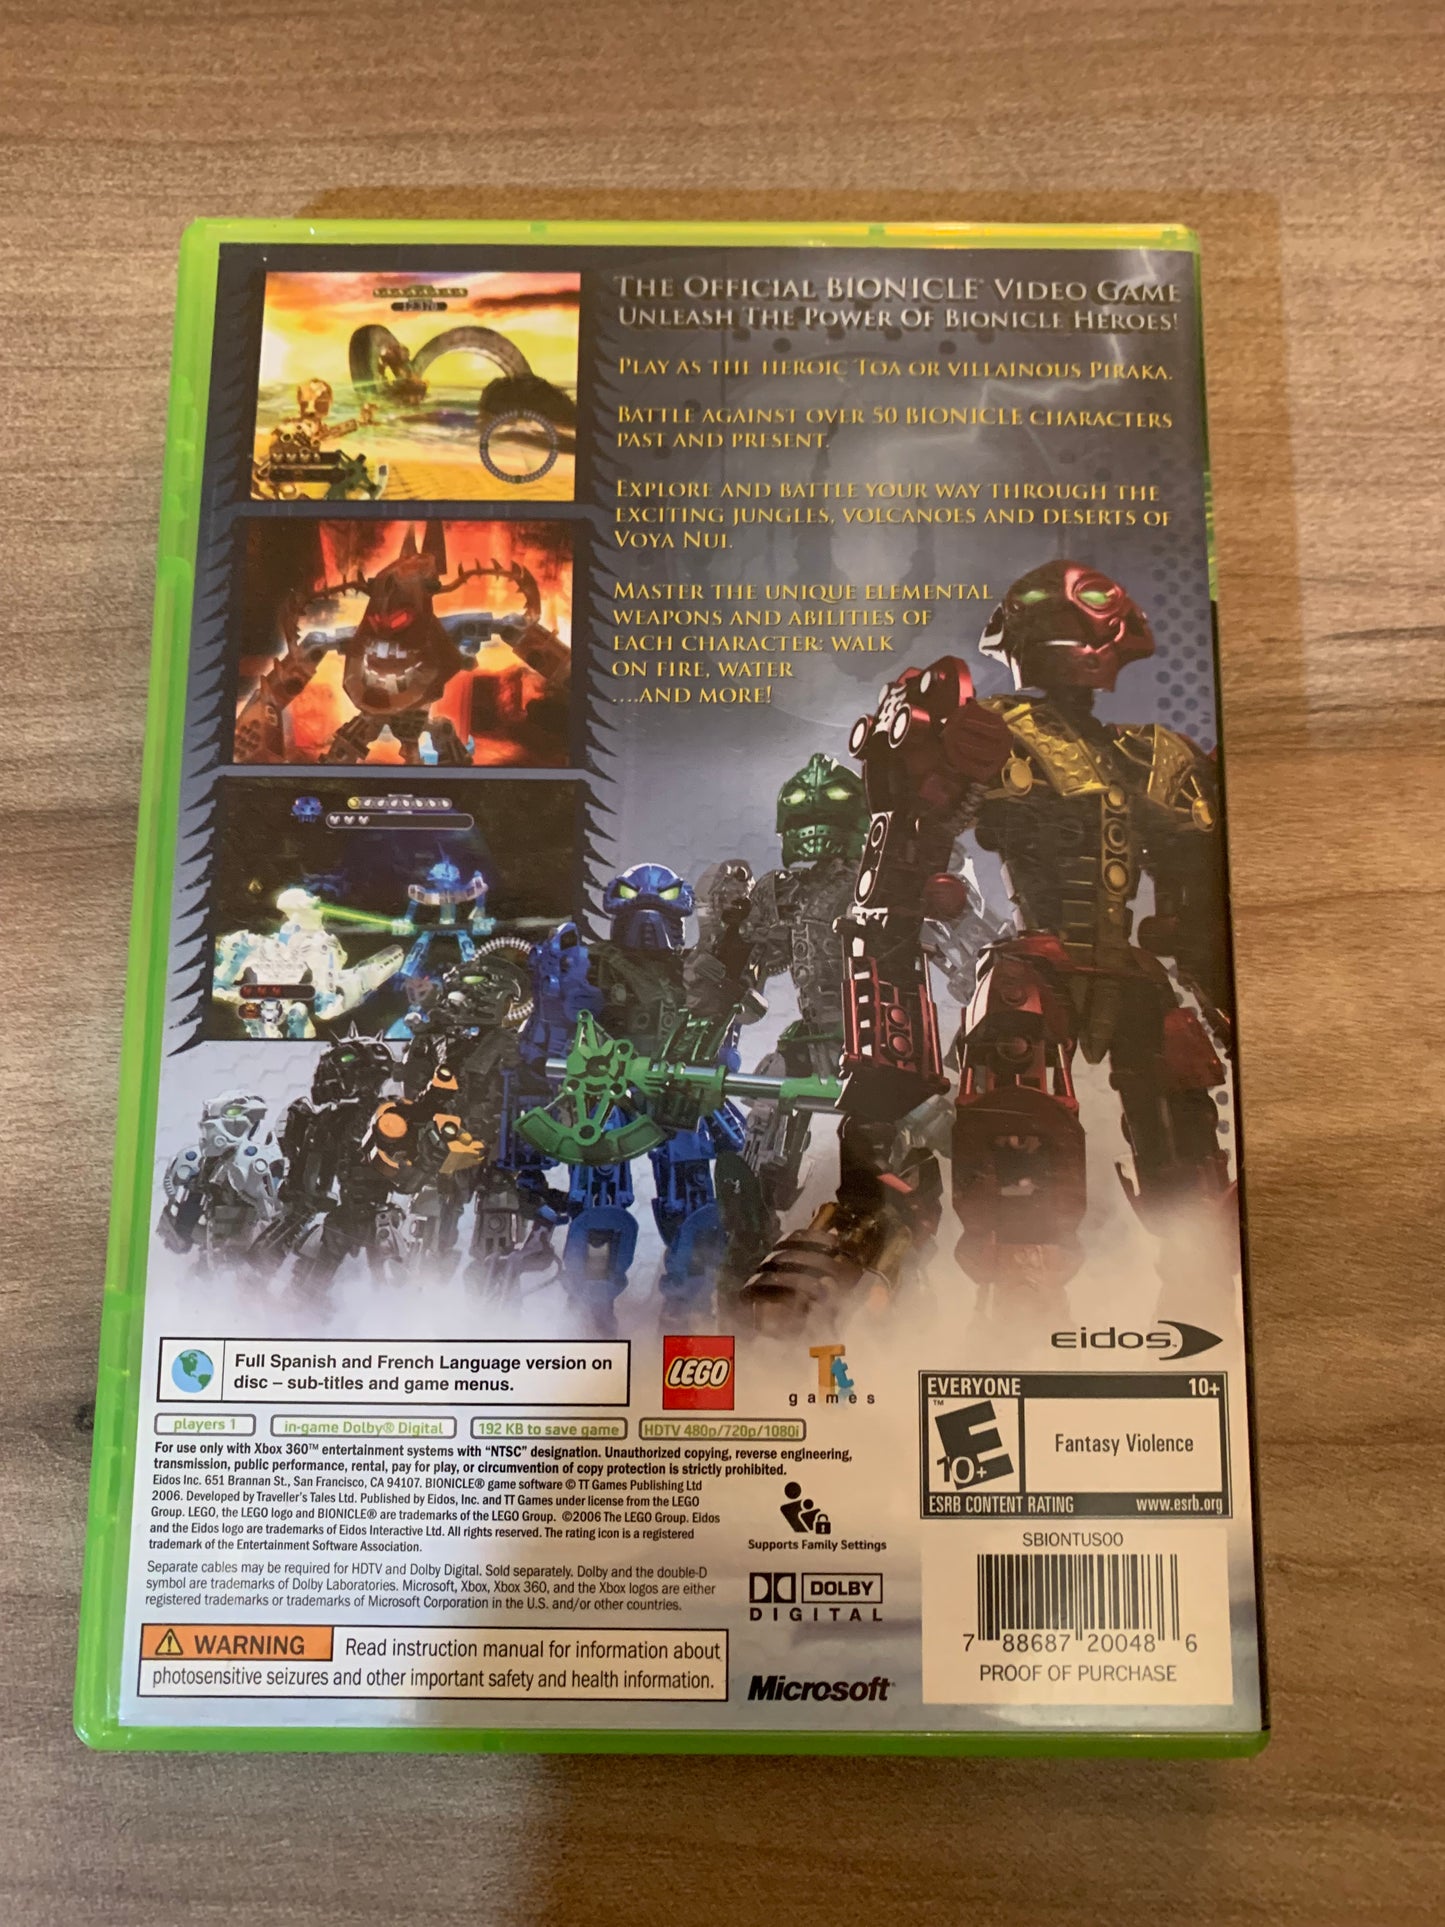 THE OFFICIAL BIONICLE® VIDEO GAME
UNLEASH THE POWER OF BIONICLE HEROES!
PLAY AS THE HEROIC TOA OR VILLAINOUS PIRAKA.
BATTLE AGAINST OVER 50 BIONICLE CHARACTERS
PAST AND PRESENT.
EXPLORE AND BATTLE YOUR WAY THROUGH THE
EXCITING JUNGLES, VOLCANOES AND DESERTS OF
VOYA NUI.
MASTER THE UNIQUE ELEMENTAL
WEAPONS AND ABILITIES OF
EACH CHARACTER: WALK
ON FIRE, WATER
....AND MORE!
Full Spanish and French Language version on
disc – sub-titles and game menus.
LEGO
Tt
games
eidos
players 1
in-game Dolby® Digital
192 KB to save game
HDTV 480p/720p/1080i
For use only with Xbox 360™ entertainment systems with “NTSC” designation. Unauthorized copying, reverse engineering,
transmission, public performance, rental, pay for play, or circumvention of copy protection is strictly prohibited.
Eidos Inc. 651 Brannan St., San Francisco, CA 94107. BIONICLE® game software © TT Games Publishing Ltd
2006. Developed by Traveller's Tales Ltd. Published by Eidos, Inc. and TT Games under license from the LEGO
Group. LEGO, the LEGO logo and BIONICLE® are trademarks of the LEGO Group. ©2006 The LEGO Group. Eidos
and the Eidos logo are trademarks of Eidos Interactive Ltd. All rights reserved. The rating icon is a registered
trademark of the Entertainment Software Association.
Separate cables may be required for HDTV and Dolby Digital. Sold separately. Dolby and the double-D
symbol are trademarks of Dolby Laboratories. Microsoft, Xbox, Xbox 360, and the Xbox logos are either
registered trademarks or trademarks of Microsoft Corporation in the U.S. and/or other countries.
WARNING Read instruction manual for information about
photosensitive seizures and other important safety and health information.
Supports Family Settings
DOLBY
DIGITAL
Microsoft®
EVERYONE 10+
™
E
10+
Fantasy Violence
ESRB CONTENT RATING www.esrb.org
SBIONTUS00
7 88687 20048 6
PROOF OF PURCHASE